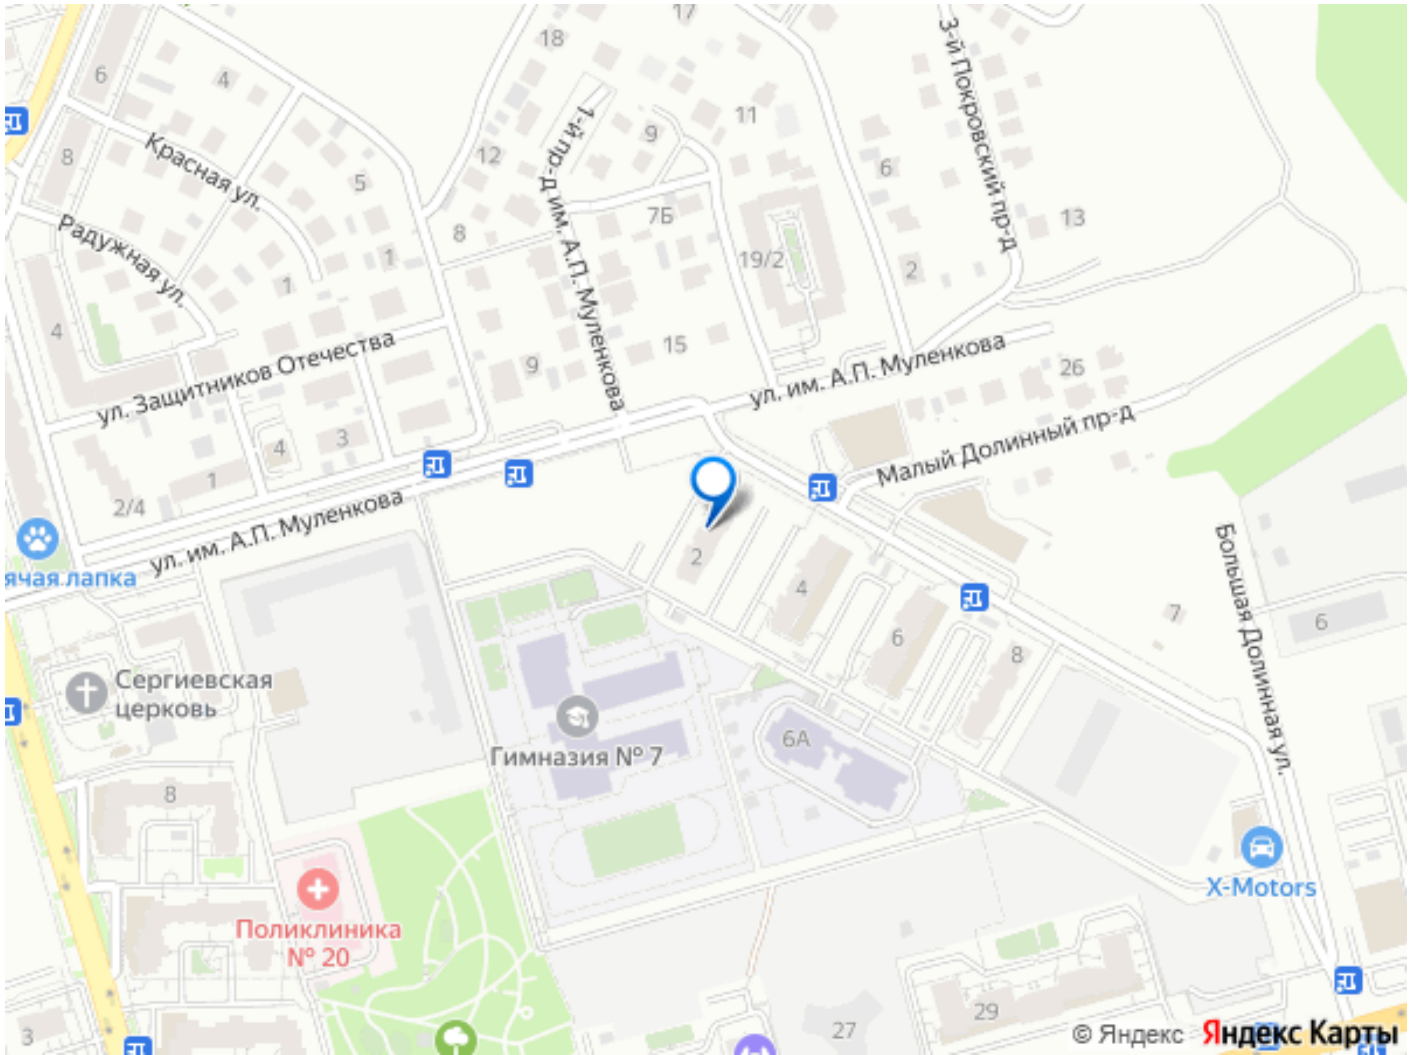 17
18
6
4
3-й Покровский пр-д
11
1-й пр-д им. А.П. Муленкова
9
8
Красная ул.
12
6
5
7Б
13
Радужная ул.
8
1
19/2
2
1
4
ул. Защитников Отечества
9
15
ул. им. А.П. Муленкова
26
4
3
Малый Долинный пр-д
1
2/4
ул. им. А.П. Муленкова
Большая Долинная ул.
ячая лапка
2
4
7
6
6
8
Сергиевская
церковь
Гимназия № 7
6А
8
X-Motors
Поликлиника
№ 20
29
27
3
© Яндекс Яндекс Карты